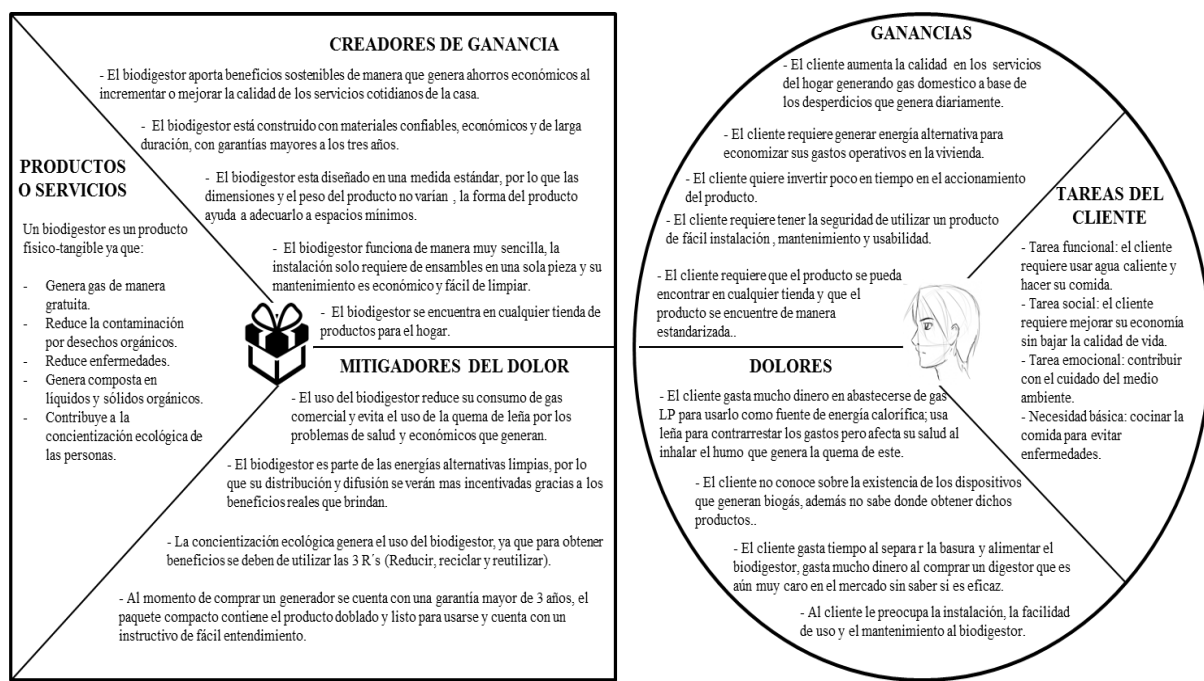 CREADORES DE GANANCIA
- El biodigestor aporta beneficios sostenibles de manera que genera ahorros económicos al
incrementar o mejorar la calidad de los servicios cotidianos de la casa.
- El biodigestor está construido con materiales confiables, económicos y de larga
duración, con garantías mayores a los tres años.
- El biodigestor esta diseñado en una medida estándar, por lo que las
dimensiones y el peso del producto no varían , la forma del producto
ayuda a adecuarlo a espacios mínimos.
- El biodigestor funciona de manera muy sencilla, la
instalación solo requiere de ensambles en una sola pieza y su
mantenimiento es económico y fácil de limpiar.
- El biodigestor se encuentra en cualquier tienda de
productos para el hogar.
PRODUCTOS
O SERVICIOS
Un biodigestor es un producto
físico-tangible ya que:
- Genera gas de manera
gratuita.
- Reduce la contaminación
por desechos orgánicos.
- Reduce enfermedades.
- Genera composta en
líquidos y sólidos orgánicos.
- Contribuye a la
concientización ecológica de
las personas.
MITIGADORES DEL DOLOR
- El uso del biodigestor reduce su consumo de gas
comercial y evita el uso de la quema de leña por los
problemas de salud y económicos que generan.
- El biodigestor es parte de las energías alternativas limpias, por lo
que su distribución y difusión se verán mas incentivadas gracias a los
beneficios reales que brindan.
- La concientización ecológica genera el uso del biodigestor, ya que para obtener
beneficios se deben de utilizar las 3 R´s (Reducir, reciclar y reutilizar).
- Al momento de comprar un generador se cuenta con una garantía mayor de 3 años, el
paquete compacto contiene el producto doblado y listo para usarse y cuenta con un
instructivo de fácil entendimiento.
GANANCIAS
- El cliente aumenta la calidad en los servicios
del hogar generando gas domestico a base de
los desperdicios que genera diariamente.
- El cliente requiere generar energía alternativa para
economizar sus gastos operativos en la vivienda.
- El cliente quiere invertir poco en tiempo en el accionamiento
del producto.
- El cliente requiere tener la seguridad de utilizar un producto
de fácil instalación , mantenimiento y usabilidad.
- El cliente requiere que el producto se pueda
encontrar en cualquier tienda y que el
producto se encuentre de manera
estandarizada..
TAREAS DEL
CLIENTE
- Tarea funcional: el cliente
requiere usar agua caliente y
hacer su comida.
- Tarea social: el cliente
requiere mejorar su economía
sin bajar la calidad de vida.
- Tarea emocional: contribuir
con el cuidado del medio
ambiente.
- Necesidad básica: cocinar la
comida para evitar
enfermedades.
DOLORES
- El cliente gasta mucho dinero en abastecerse de gas
LP para usarlo como fuente de energía calorífica; usa
leña para contrarrestar los gastos pero afecta su salud al
inhalar el humo que genera la quema de este.
- El cliente no conoce sobre la existencia de los dispositivos
que generan biogás, además no sabe donde obtener dichos
productos..
- El cliente gasta tiempo al separa r la basura y alimentar el
biodigestor, gasta mucho dinero al comprar un digestor que es
aún muy caro en el mercado sin saber si es eficaz.
- Al cliente le preocupa la instalación, la facilidad
de uso y el mantenimiento al biodigestor.